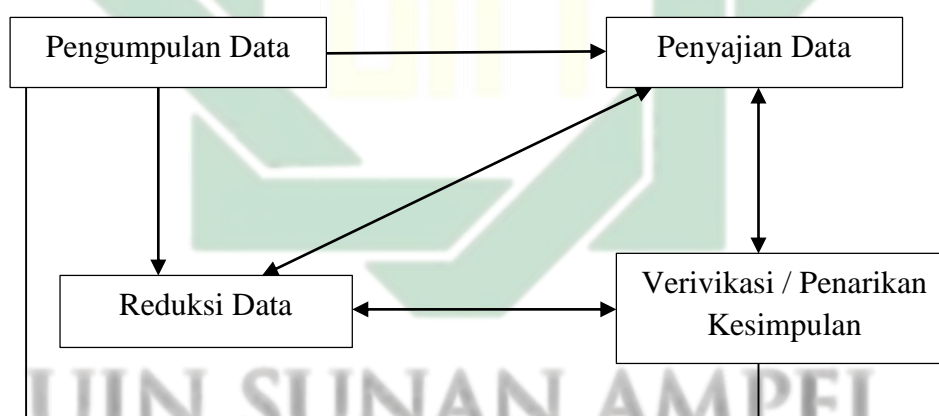 Pengumpulan Data
Penyajian Data
Reduksi Data
Verivikasi / Penarikan
Kesimpulan
UIN SUNAN AMPEL